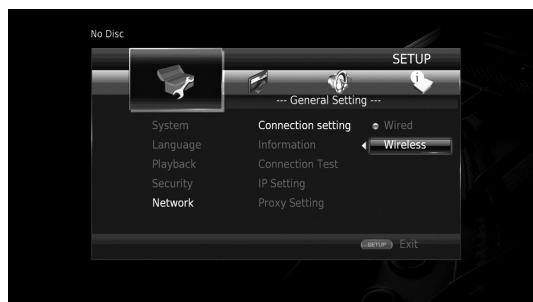 No Disc
SETUP
--- General Setting ---
System Connection setting Wired
Language Information Wireless
Playback Connection Test
Security IP Setting
Network Proxy Setting
SETUP Exit